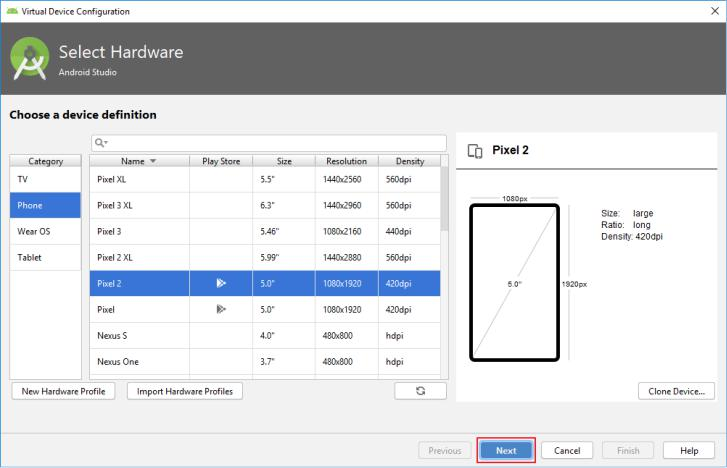 Virtual Device Configuration
Select Hardware
Android Studio
Choose a device definition
Category
TV
Phone
Wear OS
Tablet
Name Play Store Size Resolution Density
Pixel XL 5.5" 1440x2560 560dpi
Pixel 3 XL 6.3" 1440x2960 560dpi
Pixel 3 5.46" 1080x2160 440dpi
Pixel 2 XL 5.99" 1440x2880 560dpi
Pixel 2 5.0" 1080x1920 420dpi
Pixel 5.0" 1080x1920 420dpi
Nexus S 4.0" 480x800 hdpi
Nexus One 3.7" 480x800 hdpi
New Hardware Profile Import Hardware Profiles
Pixel 2
1080px
5.0"
1920px
Size: large
Ratio: long
Density: 420dpi
Clone Device...
Previous Next Cancel Finish Help